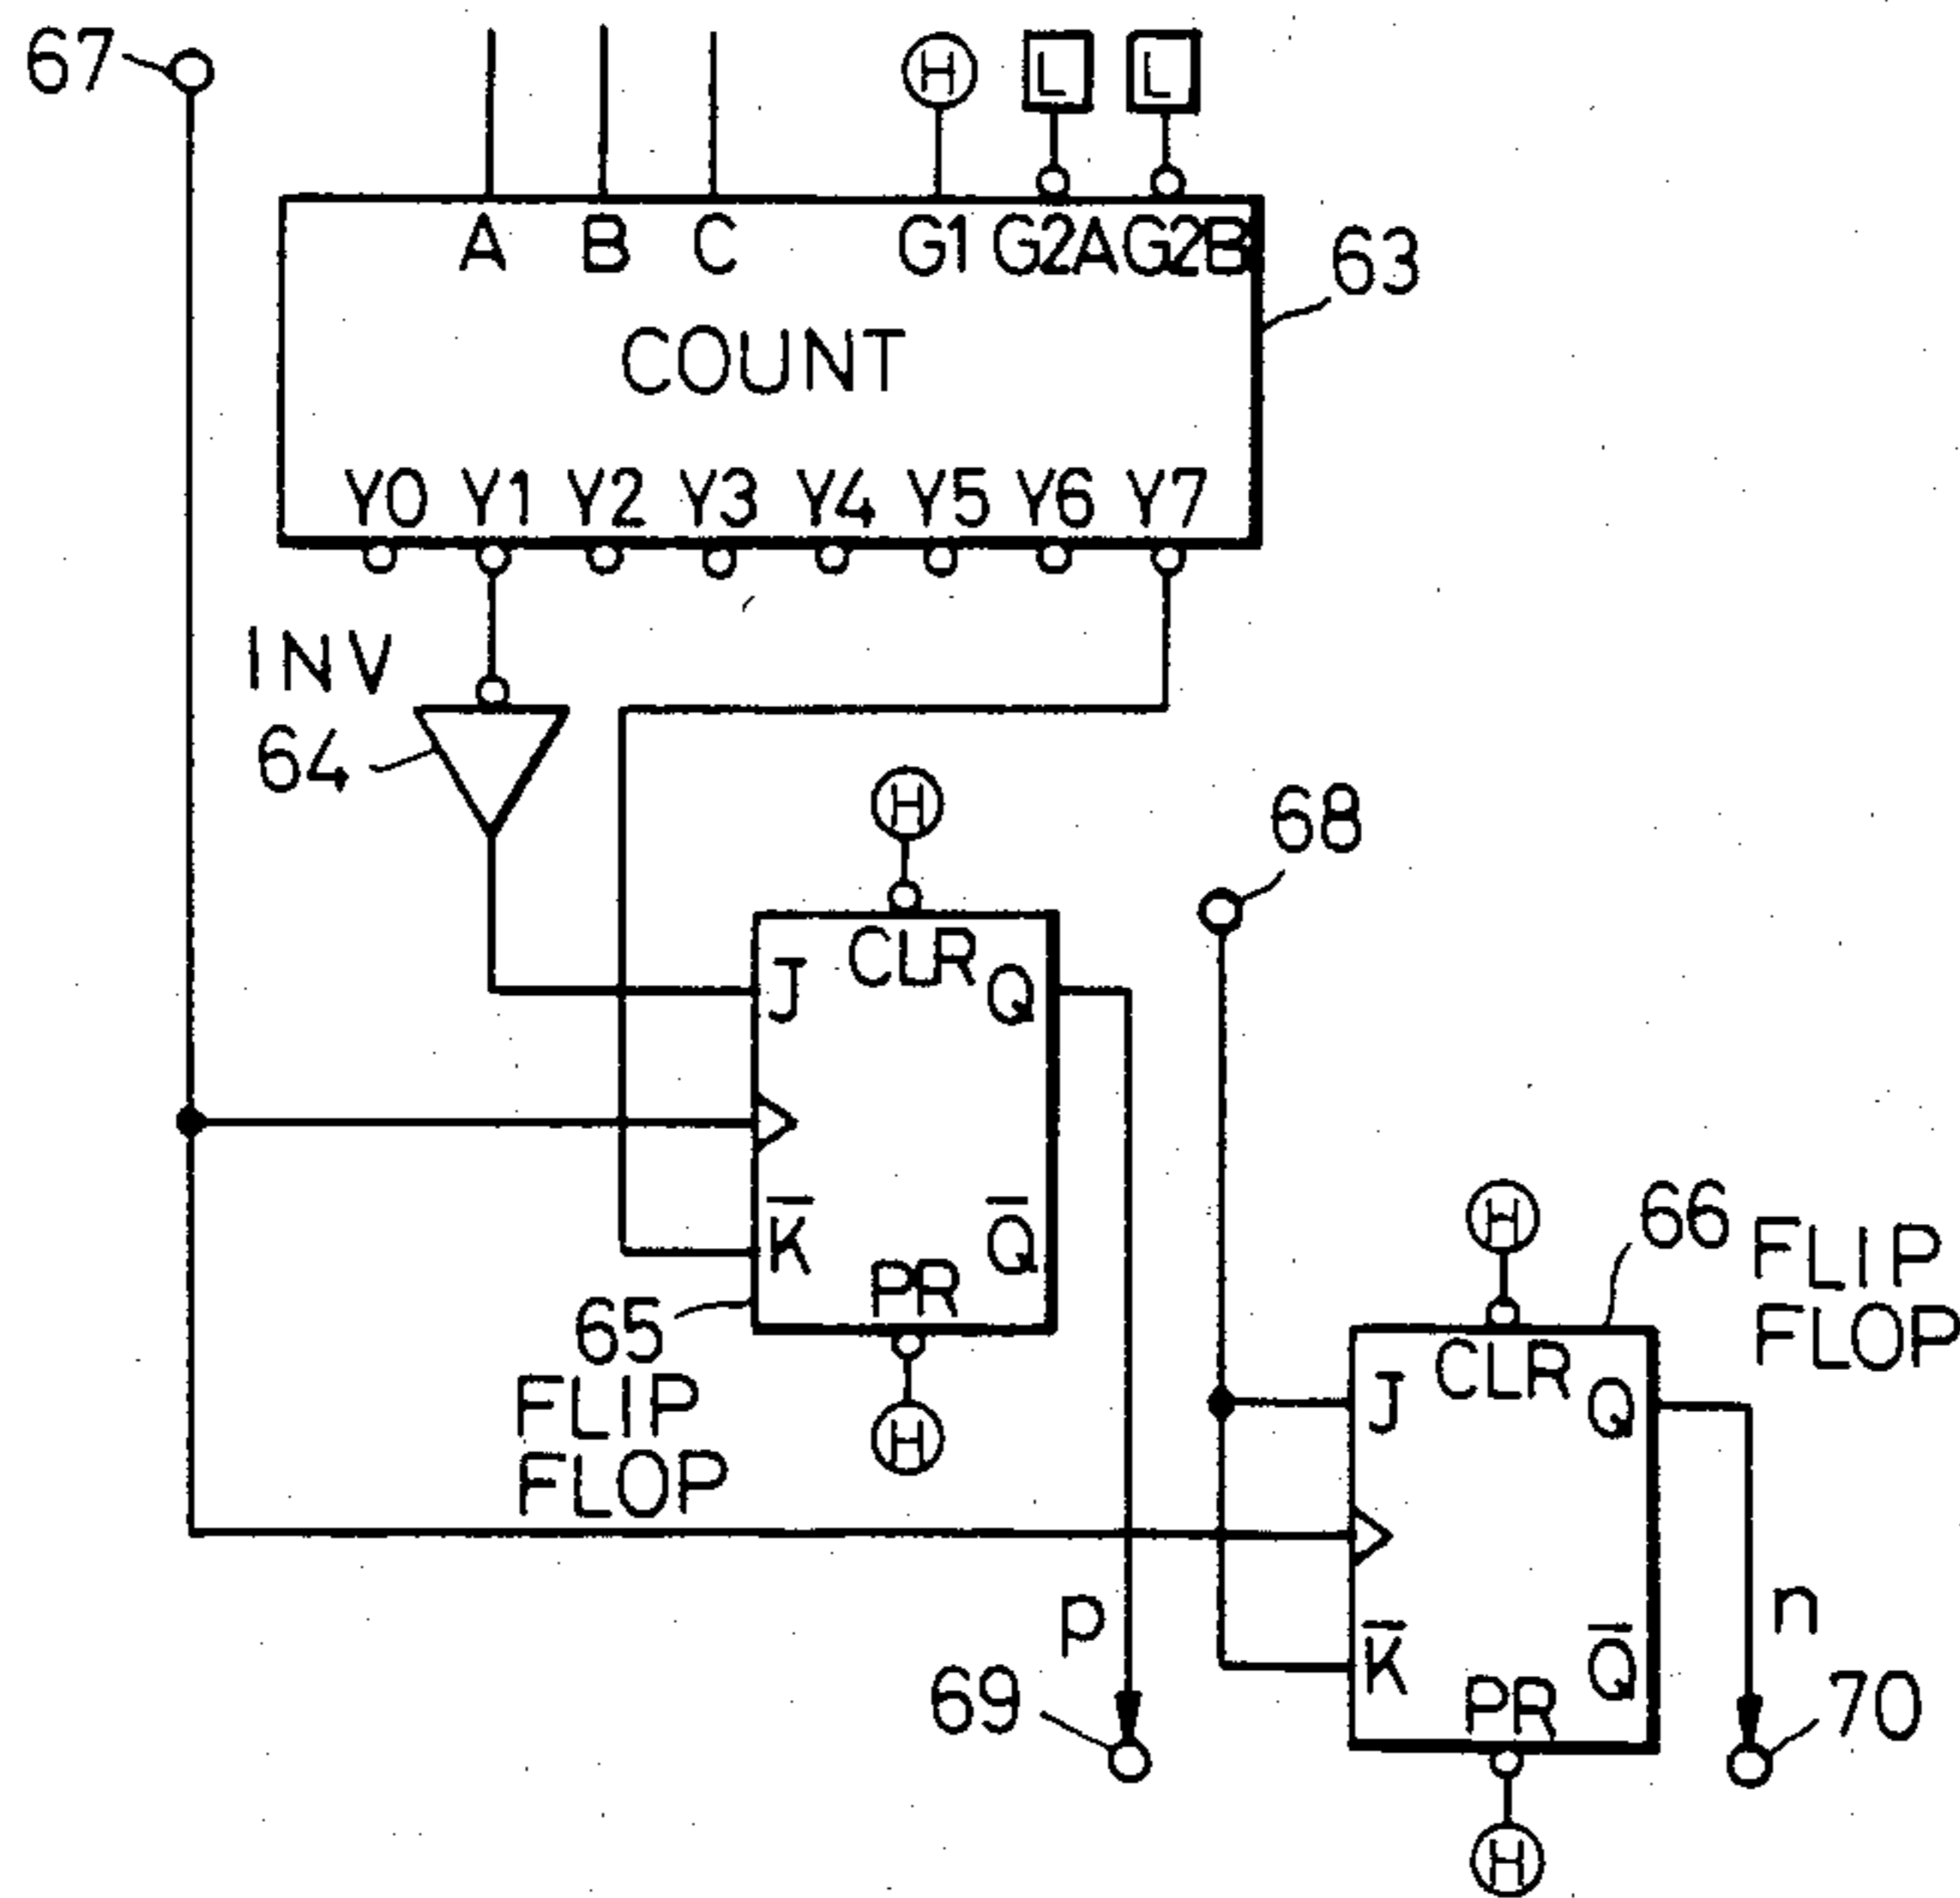 67
H L L
A B C G1 G2A G2B
63
COUNT
Y0 Y1 Y2 Y3 Y4 Y5 Y6 Y7
INV
64
H
68
J CLR Q
K̅ PR Q̅
65
FLIP
FLOP
H
H
66 FLIP
FLOP
J CLR Q
K̅ PR Q̅
p
69
n
70
H